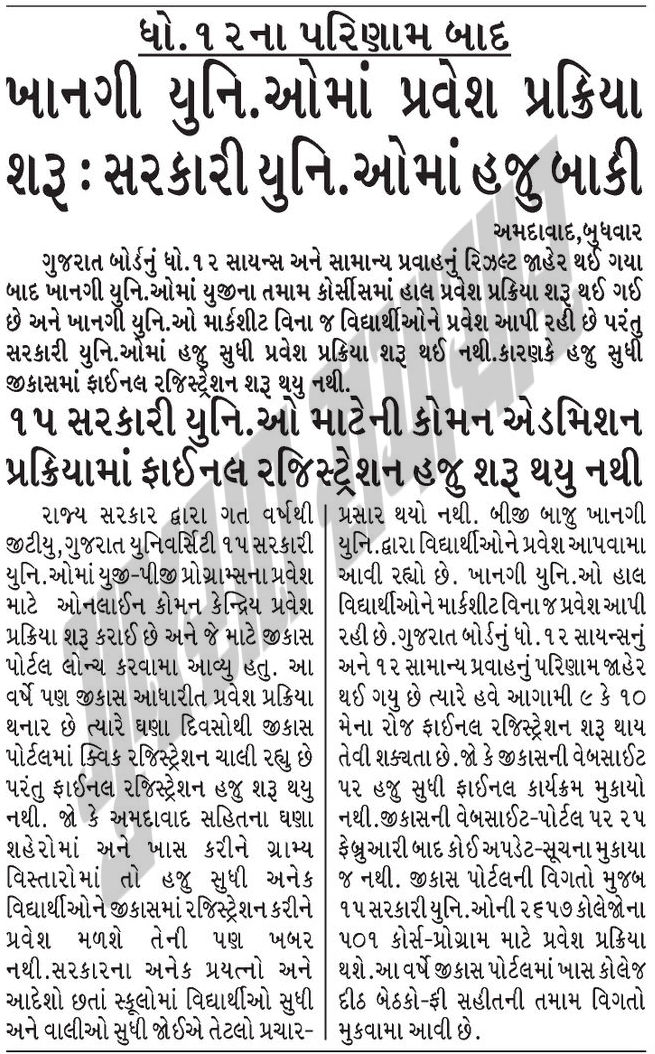 ધો.૧૨ના પરિણામ બાદ
ખાનગી યુનિ.ઓમાં પ્રવેશ પ્રક્રિયા
શરૂ : સરકારી યુનિ.ઓમાં હજુ બાકી
અમદાવાદ,બુધવાર
ગુજરાત બોર્ડનું ધો.૧૨ સાયન્સ અને સામાન્ય પ્રવાહનું રિઝલ્ટ જાહેર થઈ ગયા
બાદ ખાનગી યુનિ.ઓમાં યુજીના તમામ કોર્સીસમાં હાલ પ્રવેશ પ્રક્રિયા શરૂ થઈ ગઈ
છે અને ખાનગી યુનિ.ઓ માર્કશીટ વિના જ વિદ્યાર્થીઓને પ્રવેશ આપી રહી છે પરંતુ
સરકારી યુનિ.ઓમાં હજુ સુધી પ્રવેશ પ્રક્રિયા શરૂ થઈ નથી.કારણકે હજુ સુધી
જીકાસમાં ફાઈનલ રજિસ્ટ્રેશન શરૂ થયુ નથી.
૧૫ સરકારી યુનિ.ઓ માટેની કોમન એડમિશન
પ્રક્રિયામાં ફાઈનલ રજિસ્ટ્રેશન હજુ શરૂ થયુ નથી
રાજ્ય સરકાર દ્વારા ગત વર્ષથી
જીટીયુ,ગુજરાત યુનિવર્સિટી ૧૫ સરકારી
યુનિ.ઓમાં યુજી-પીજી પ્રોગ્રામ્સના પ્રવેશ
માટે ઓનલાઈન કોમન કેન્દ્રિય પ્રવેશ
પ્રક્રિયા શરૂ કરાઈ છે અને જે માટે જીકાસ
પોર્ટલ લોન્ચ કરવામા આવ્યુ હતુ. આ
વર્ષે પણ જીકાસ આધારીત પ્રવેશ પ્રક્રિયા
થનાર છે ત્યારે ઘણા દિવસોથી જીકાસ
પોર્ટલમાં ક્વિક રજિસ્ટ્રેશન ચાલી રહ્યુ છે
પરંતુ ફાઈનલ રજિસ્ટ્રેશન હજુ શરૂ થયુ
નથી. જો કે અમદાવાદ સહિતના ઘણા
શહેરોમાં અને ખાસ કરીને ગ્રામ્ય
વિસ્તારોમાં તો હજુ સુધી અનેક
વિદ્યાર્થીઓને જીકાસમાં રજિસ્ટ્રેશન કરીને
પ્રવેશ મળશે તેની પણ ખબર
નથી.સરકારના અનેક પ્રયત્નો અને
આદેશો છતાં સ્કૂલોમાં વિદ્યાર્થીઓ સુધી
અને વાલીઓ સુધી જોઈએ તેટલો પ્રચાર-
પ્રસાર થયો નથી. બીજી બાજુ ખાનગી
યુનિ.દ્વારા વિદ્યાર્થીઓને પ્રવેશ આપવામા
આવી રહ્યો છે. ખાનગી યુનિ.ઓ હાલ
વિદ્યાર્થીઓને માર્કશીટ વિના જ પ્રવેશ આપી
રહી છે.ગુજરાત બોર્ડનું ધો.૧૨ સાયન્સનું
અને ૧૨ સામાન્ય પ્રવાહનું પરિણામ જાહેર
થઈ ગયુ છે ત્યારે હવે આગામી ૯ કે ૧૦
મેના રોજ ફાઈનલ રજિસ્ટ્રેશન શરૂ થાય
તેવી શક્યતા છે.જો કે જીકાસની વેબસાઈટ
પર હજુ સુધી ફાઈનલ કાર્યક્રમ મુકાયો
નથી.જીકાસની વેબસાઈટ-પોર્ટલ પર ૨૫
ફેબ્રુઆરી બાદ કોઈ અપડેટ-સૂચના મુકાયા
જ નથી. જીકાસ પોર્ટલની વિગતો મુજબ
૧૫ સરકારી યુનિ.ઓની ૨૬૫૭ કોલેજોના
૫૦૧ કોર્સ-પ્રોગ્રામ માટે પ્રવેશ પ્રક્રિયા
થશે.આ વર્ષે જીકાસ પોર્ટલમાં ખાસ કોલેજ
દીઠ બેઠકો-ફી સહીતની તમામ વિગતો
મુકવામા આવી છે.
ગુજરાત સમાચાર